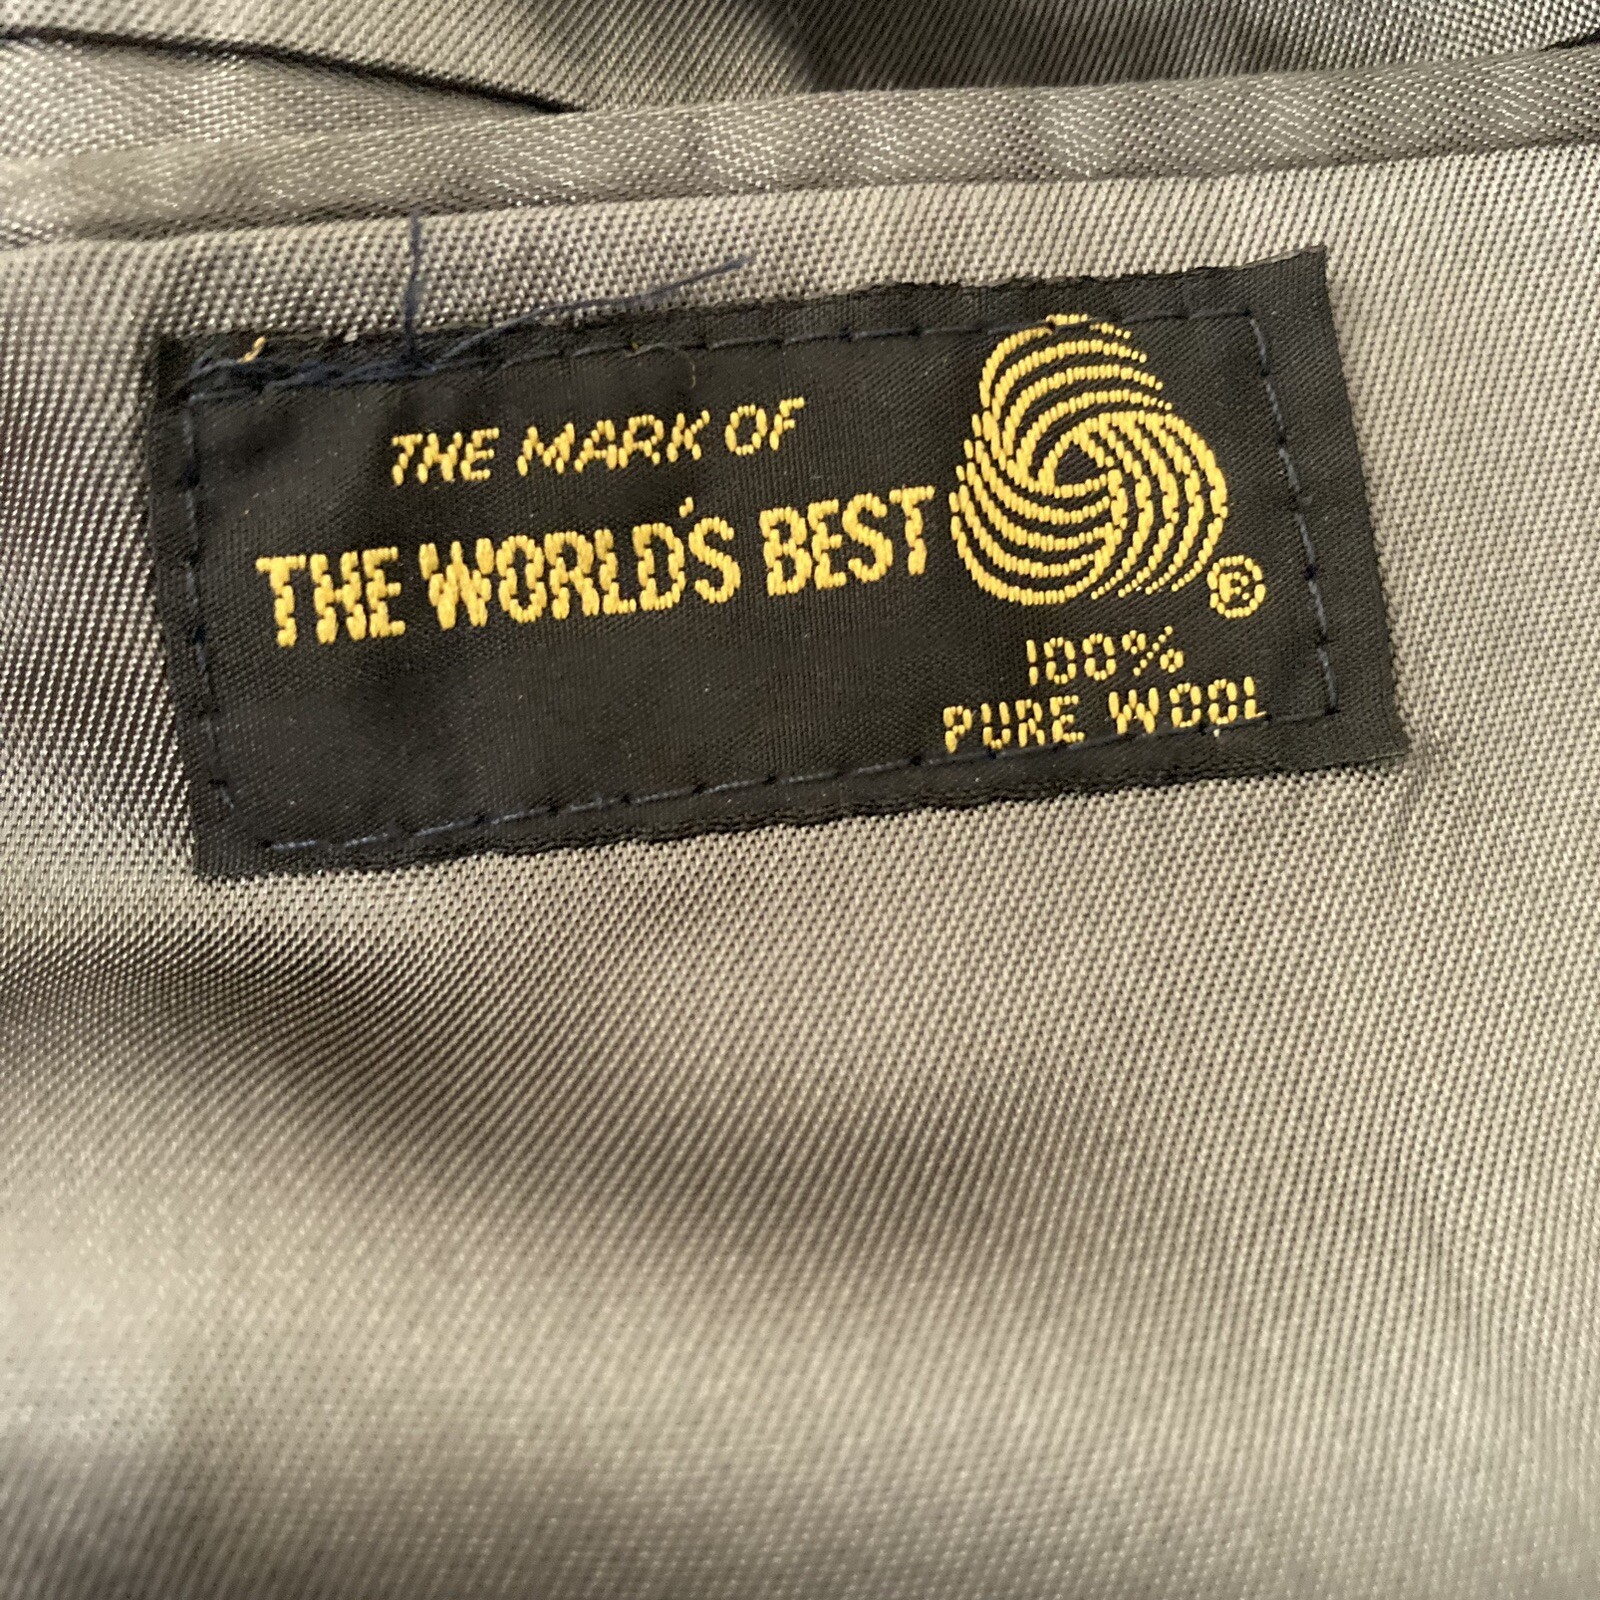 THE MARK OF
THE WORLD'S BEST
®
100%
PURE WOOL